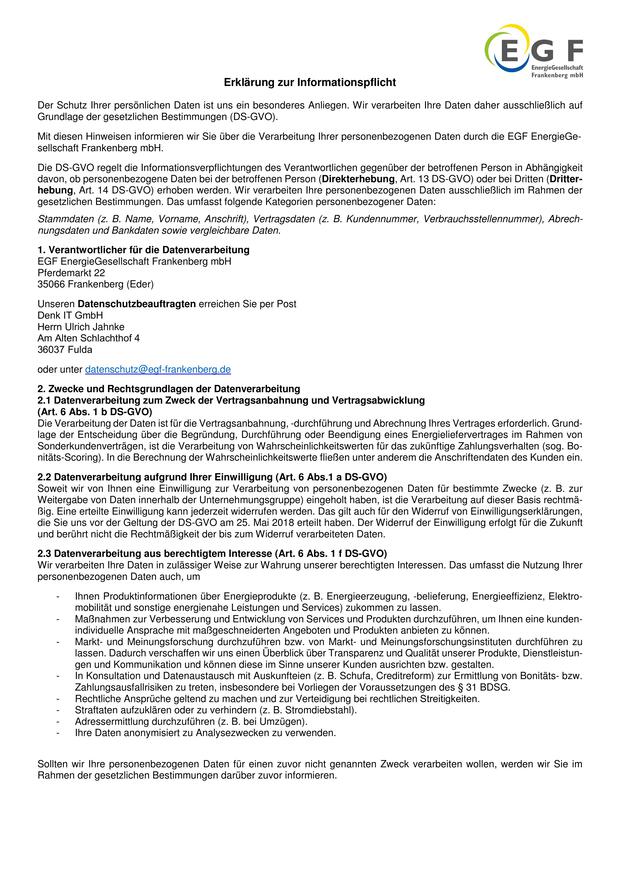 EGF
EnergieGesellschaft
Frankenberg mbH
Erklärung zur Informationspflicht
Der Schutz Ihrer persönlichen Daten ist uns ein besonderes Anliegen. Wir verarbeiten Ihre Daten daher ausschließlich auf
Grundlage der gesetzlichen Bestimmungen (DS-GVO).
Mit diesen Hinweisen informieren wir Sie über die Verarbeitung Ihrer personenbezogenen Daten durch die EGF EnergieGe-
sellschaft Frankenberg mbH.
Die DS-GVO regelt die Informationsverpflichtungen des Verantwortlichen gegenüber der betroffenen Person in Abhängigkeit
davon, ob personenbezogene Daten bei der betroffenen Person (Direkterhebung, Art. 13 DS-GVO) oder bei Dritten (Dritter-
hebung, Art. 14 DS-GVO) erhoben werden. Wir verarbeiten Ihre personenbezogenen Daten ausschließlich im Rahmen der
gesetzlichen Bestimmungen. Das umfasst folgende Kategorien personenbezogener Daten:
Stammdaten (z. B. Name, Vorname, Anschrift), Vertragsdaten (z. B. Kundennummer, Verbrauchsstellennummer), Abrech-
nungsdaten und Bankdaten sowie vergleichbare Daten.
1. Verantwortlicher für die Datenverarbeitung
EGF EnergieGesellschaft Frankenberg mbH
Pferdemarkt 22
35066 Frankenberg (Eder)
Unseren Datenschutzbeauftragten erreichen Sie per Post
Denk IT GmbH
Herrn Ulrich Jahnke
Am Alten Schlachthof 4
36037 Fulda
oder unter datenschutz@egf-frankenberg.de
2. Zwecke und Rechtsgrundlagen der Datenverarbeitung
2.1 Datenverarbeitung zum Zweck der Vertragsanbahnung und Vertragsabwicklung
(Art. 6 Abs. 1 b DS-GVO)
Die Verarbeitung der Daten ist für die Vertragsanbahnung, -durchführung und Abrechnung Ihres Vertrages erforderlich. Grund-
lage der Entscheidung über die Begründung, Durchführung oder Beendigung eines Energieliefervertrages im Rahmen von
Sonderkundenverträgen, ist die Verarbeitung von Wahrscheinlichkeitswerten für das zukünftige Zahlungsverhalten (sog. Bo-
nitäts-Scoring). In die Berechnung der Wahrscheinlichkeitswerte fließen unter anderem die Anschriftendaten des Kunden ein.
2.2 Datenverarbeitung aufgrund Ihrer Einwilligung (Art. 6 Abs.1 a DS-GVO)
Soweit wir von Ihnen eine Einwilligung zur Verarbeitung von personenbezogenen Daten für bestimmte Zwecke (z. B. zur
Weitergabe von Daten innerhalb der Unternehmungsgruppe) eingeholt haben, ist die Verarbeitung auf dieser Basis rechtmä-
ßig. Eine erteilte Einwilligung kann jederzeit widerrufen werden. Das gilt auch für den Widerruf von Einwilligungserklärungen,
die Sie uns vor der Geltung der DS-GVO am 25. Mai 2018 erteilt haben. Der Widerruf der Einwilligung erfolgt für die Zukunft
und berührt nicht die Rechtmäßigkeit der bis zum Widerruf verarbeiteten Daten.
2.3 Datenverarbeitung aus berechtigtem Interesse (Art. 6 Abs. 1 f DS-GVO)
Wir verarbeiten Ihre Daten in zulässiger Weise zur Wahrung unserer berechtigten Interessen. Das umfasst die Nutzung Ihrer
personenbezogenen Daten auch, um
- Ihnen Produktinformationen über Energieprodukte (z. B. Energieerzeugung, -belieferung, Energieeffizienz, Elektro-
mobilität und sonstige energienahe Leistungen und Services) zukommen zu lassen.
- Maßnahmen zur Verbesserung und Entwicklung von Services und Produkten durchzuführen, um Ihnen eine kunden-
individuelle Ansprache mit maßgeschneiderten Angeboten und Produkten anbieten zu können.
- Markt- und Meinungsforschung durchzuführen bzw. von Markt- und Meinungsforschungsinstituten durchführen zu
lassen. Dadurch verschaffen wir uns einen Überblick über Transparenz und Qualität unserer Produkte, Dienstleistun-
gen und Kommunikation und können diese im Sinne unserer Kunden ausrichten bzw. gestalten.
- In Konsultation und Datenaustausch mit Auskunfteien (z. B. Schufa, Creditreform) zur Ermittlung von Bonitäts- bzw.
Zahlungsausfallrisiken zu treten, insbesondere bei Vorliegen der Voraussetzungen des § 31 BDSG.
- Rechtliche Ansprüche geltend zu machen und zur Verteidigung bei rechtlichen Streitigkeiten.
- Straftaten aufzuklären oder zu verhindern (z. B. Stromdiebstahl).
- Adressermittlung durchzuführen (z. B. bei Umzügen).
- Ihre Daten anonymisiert zu Analysezwecken zu verwenden.
Sollten wir Ihre personenbezogenen Daten für einen zuvor nicht genannten Zweck verarbeiten wollen, werden wir Sie im
Rahmen der gesetzlichen Bestimmungen darüber zuvor informieren.